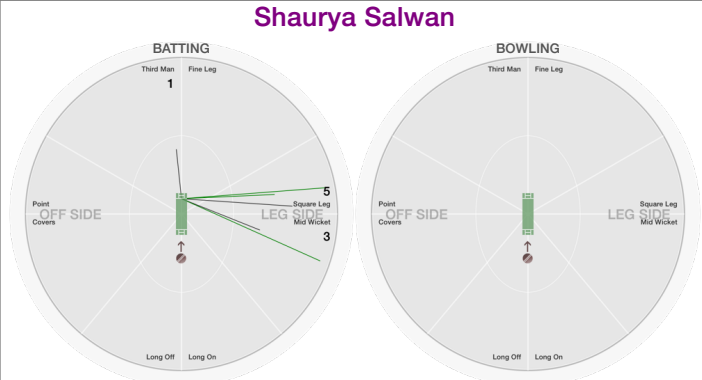 Shaurya Salwan
BATTING
Third Man
Fine Leg
1
Point
OFF SIDE
Covers
5
Square Leg
LEG SIDE
Mid Wicket
3
Long Off
Long On
BOWLING
Third Man
Fine Leg
Point
OFF SIDE
Covers
Square Leg
LEG SIDE
Mid Wicket
Long Off
Long On